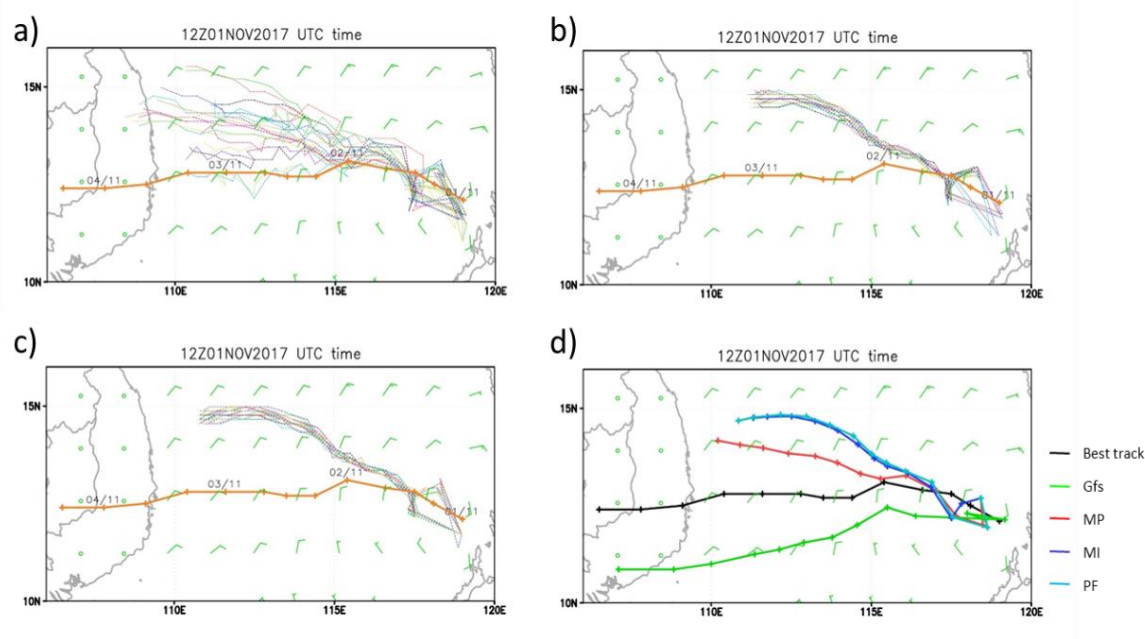 a)
12Z01NOV2017 UTC time
15N
10N
110E
115E
120E
04/11
03/11
02/11
01/11
b)
12Z01NOV2017 UTC time
15N
10N
110E
115E
120E
04/11
03/11
02/11
01/11
c)
12Z01NOV2017 UTC time
15N
10N
110E
115E
120E
04/11
03/11
02/11
01/11
d)
12Z01NOV2017 UTC time
15N
10N
110E
115E
120E
Best track
Gfs
MP
MI
PF